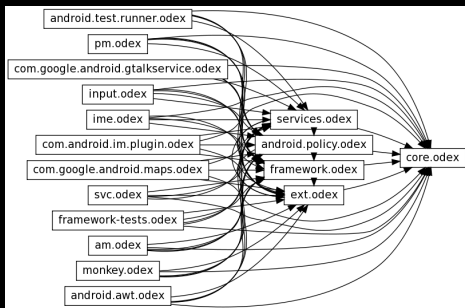 android.test.runner.odex
pm.odex
com.google.android.gtalkservice.odex
input.odex
ime.odex
com.android.im.plugin.odex
com.google.android.maps.odex
svc.odex
framework-tests.odex
am.odex
monkey.odex
android.awt.odex
services.odex
android.policy.odex
framework.odex
ext.odex
core.odex